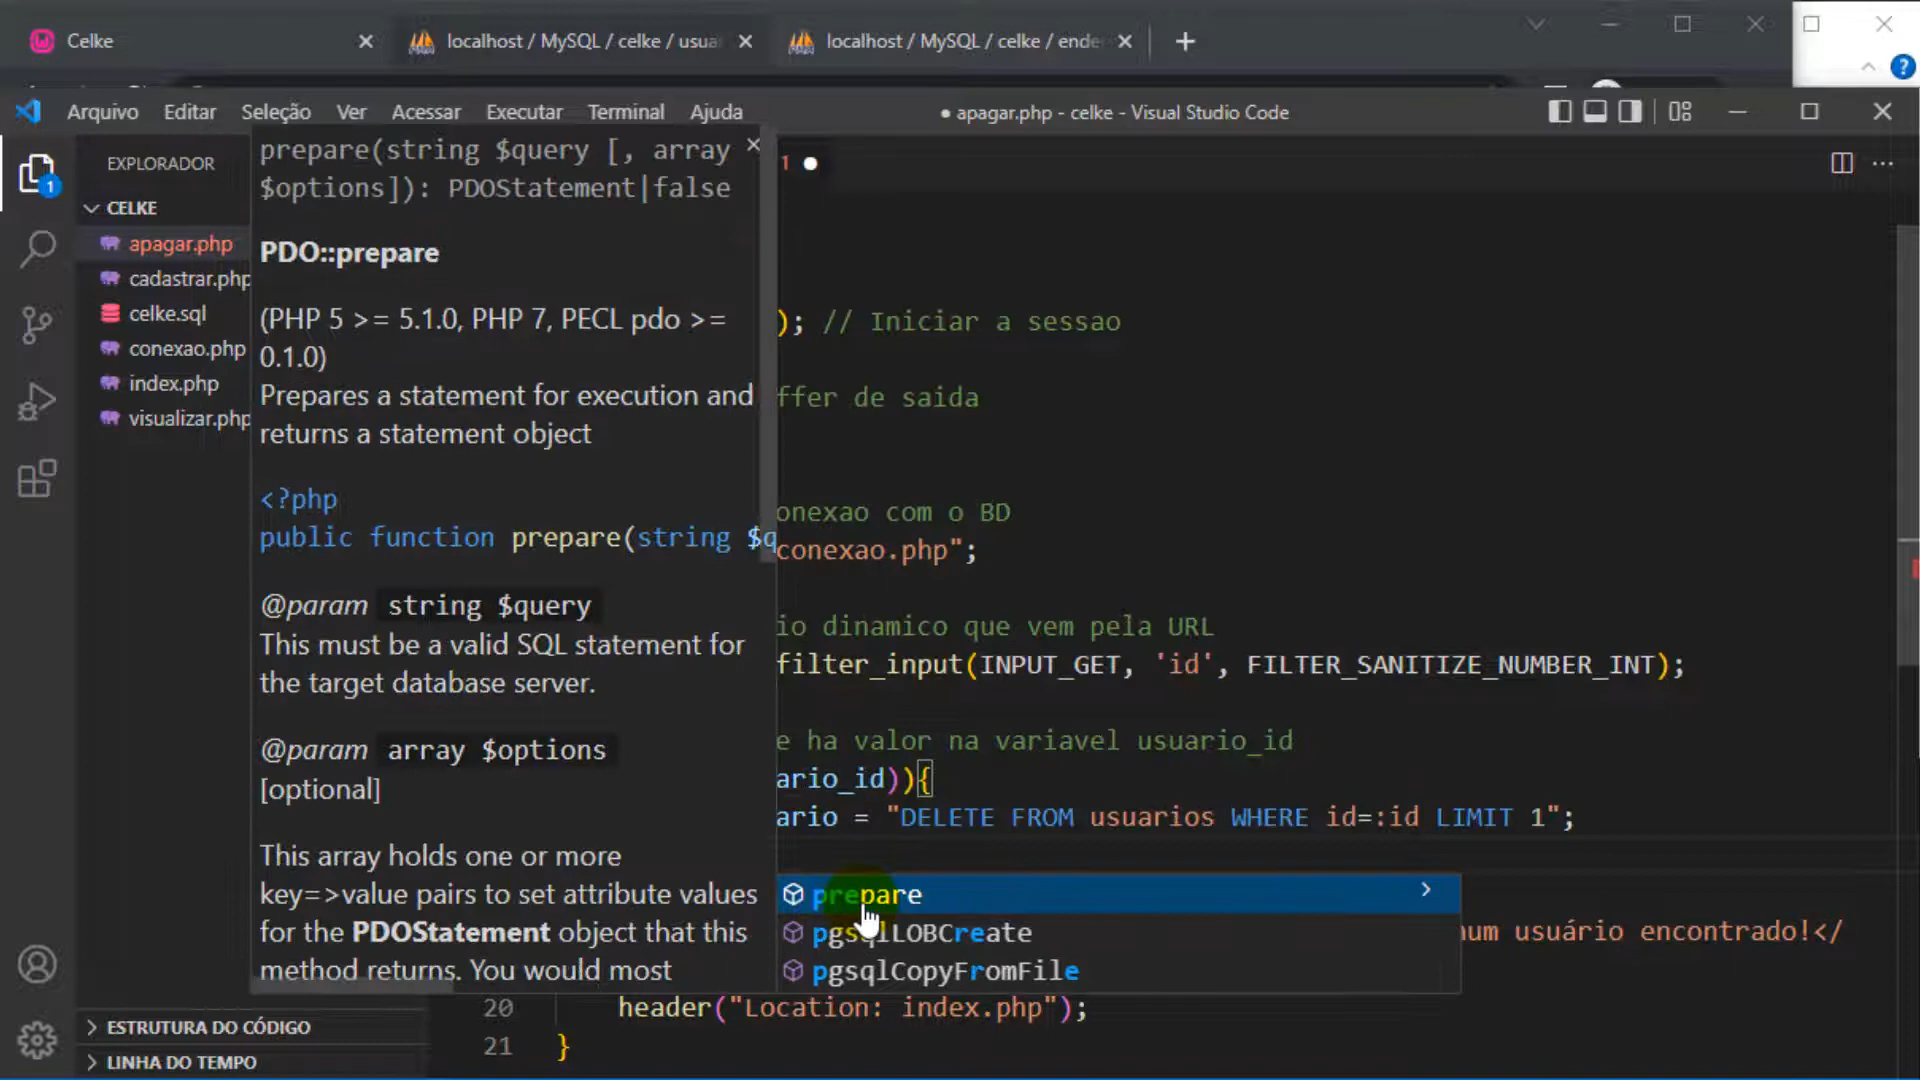 Celke
localhost / MySQL / celke / usua
localhost / MySQL / celke / ende
Arquivo Editar Seleção Ver Acessar Executar Terminal Ajuda
● apagar.php - celke - Visual Studio Code
EXPLORADOR
CELKE
apagar.php
cadastrar.php
celke.sql
conexao.php
index.php
visualizar.php
1
prepare(string $query [, array
$options]): PDOStatement|false
PDO::prepare
(PHP 5 >= 5.1.0, PHP 7, PECL pdo >=
0.1.0)
Prepares a statement for execution and
returns a statement object
<?php
public function prepare(string $q
@param string $query
This must be a valid SQL statement for
the target database server.
@param array $options
[optional]
This array holds one or more
key=>value pairs to set attribute values
for the PDOStatement object that this
method returns. You would most
); // Iniciar a sessao
ffer de saida
onexao com o BD
conexao.php";
io dinamico que vem pela URL
filter_input(INPUT_GET, 'id', FILTER_SANITIZE_NUMBER_INT);
e ha valor na variavel usuario_id
ario_id)){
ario = "DELETE FROM usuarios WHERE id=:id LIMIT 1";
prepare
pgsqlLOBCreate
pgsqlCopyFromFile
um usuário encontrado!</
20 header("Location: index.php");
21 }
ESTRUTURA DO CÓDIGO
LINHA DO TEMPO